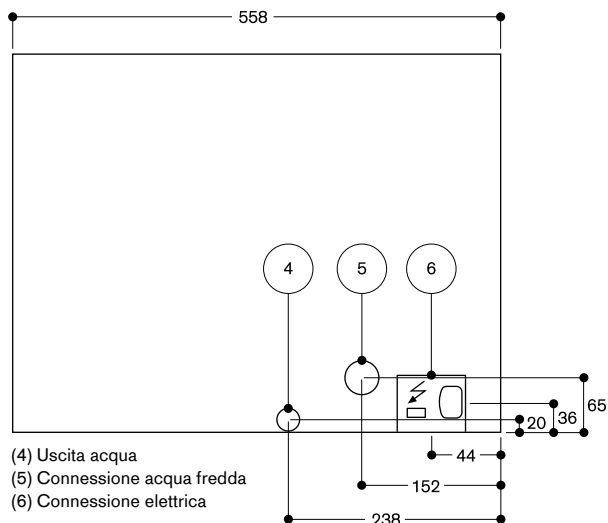 558
4 5 6
65
36
20
44
152
238
(4) Uscita acqua
(5) Connessione acqua fredda
(6) Connessione elettrica